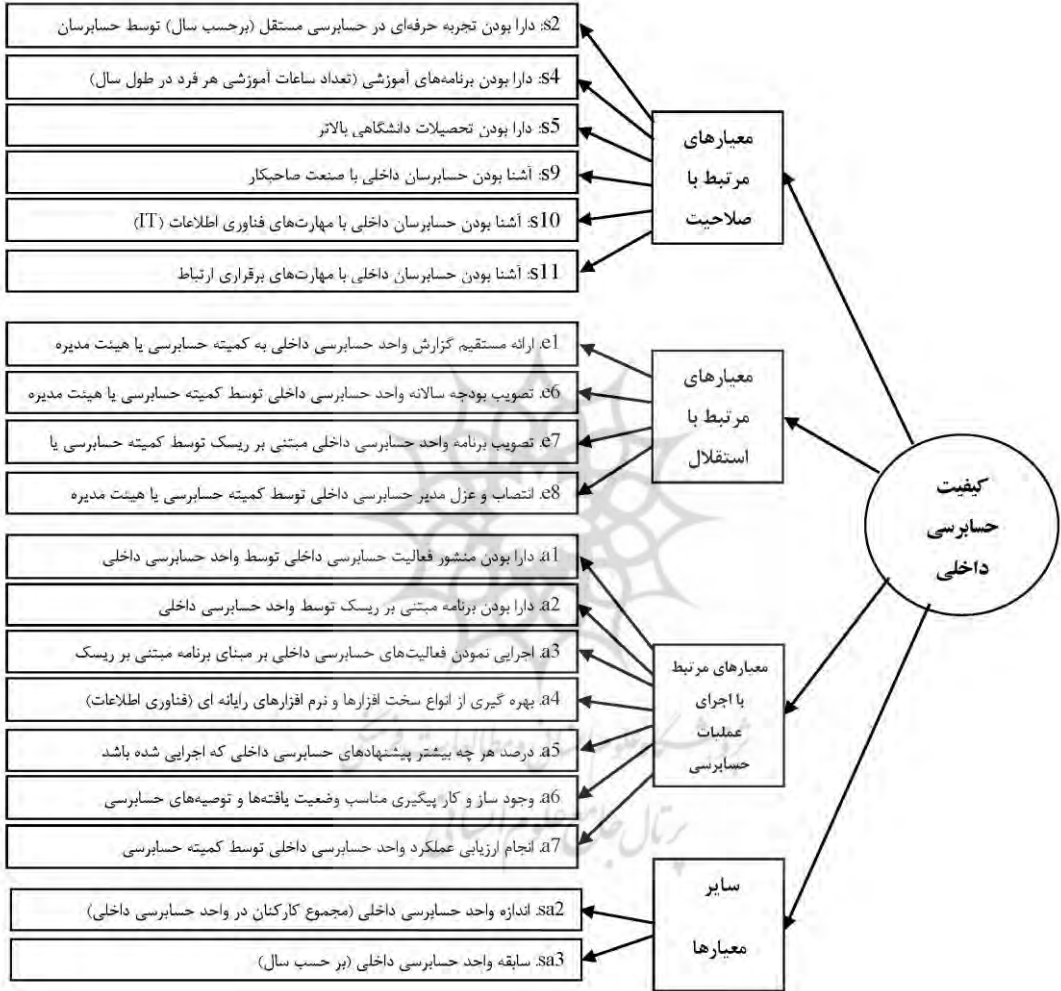 کیفیت
حسابرسی
داخلی
معیارهای
مرتبط با
صلاحیت
s2: دارا بودن تجربه حرفه‌ای در حسابرسی مستقل (برحسب سال) توسط حسابرسان
s4: دارا بودن برنامه‌های آموزشی (تعداد ساعات آموزشی هر فرد در طول سال)
s5: دارا بودن تحصیلات دانشگاهی بالاتر
s9: آشنا بودن حسابرسان داخلی با صنعت صاحبکار
s10: آشنا بودن حسابرسان داخلی با مهارت‌های فناوری اطلاعات (IT)
s11: آشنا بودن حسابرسان داخلی با مهارت‌های برقراری ارتباط
معیارهای
مرتبط با
استقلال
e1. ارائه مستقیم گزارش واحد حسابرسی داخلی به کمیته حسابرسی یا هیئت مدیره
e6. تصویب بودجه سالانه واحد حسابرسی داخلی توسط کمیته حسابرسی یا هیئت مدیره
e7. تصویب برنامه واحد حسابرسی داخلی مبتنی بر ریسک توسط کمیته حسابرسی یا
e8. انتصاب و عزل مدیر حسابرسی داخلی توسط کمیته حسابرسی یا هیئت مدیره
معیارهای مرتبط
با اجرای
عملیات
حسابرسی
a1. دارا بودن منشور فعالیت حسابرسی داخلی توسط واحد حسابرسی داخلی
a2. دارا بودن برنامه مبتنی بر ریسک توسط واحد حسابرسی داخلی
a3. اجرایی نمودن فعالیت‌های حسابرسی داخلی بر مبنای برنامه مبتنی بر ریسک
a4. بهره گیری از انواع سخت افزارها و نرم افزارهای رایانه ای (فناوری اطلاعات)
a5. درصد هر چه بیشتر پیشنهادهای حسابرسی داخلی که اجرایی شده باشد
a6. وجود ساز و کار پیگیری مناسب وضعیت یافته‌ها و توصیه‌های حسابرسی
a7. انجام ارزیابی عملکرد واحد حسابرسی داخلی توسط کمیته حسابرسی
سایر
معیارها
sa2. اندازه واحد حسابرسی داخلی (مجموع کارکنان در واحد حسابرسی داخلی)
sa3. سابقه واحد حسابرسی داخلی (بر حسب سال)
پژوهشگاه علوم انسانی و مطالعات فرهنگی
پرتال جامع علوم انسانی